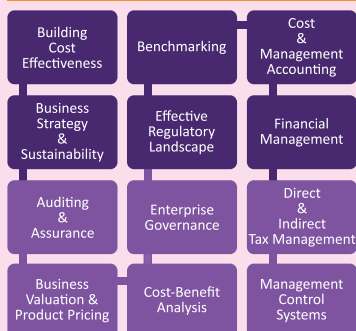 Building
Cost
Effectiveness
Benchmarking
Cost
&
Management
Accounting
Business
Strategy
&
Sustainability
Effective
Regulatory
Landscape
Financial
Management
Auditing
&
Assurance
Enterprise
Governance
Direct
&
Indirect
Tax Management
Business
Valuation &
Product Pricing
Cost-Benefit
Analysis
Management
Control
Systems